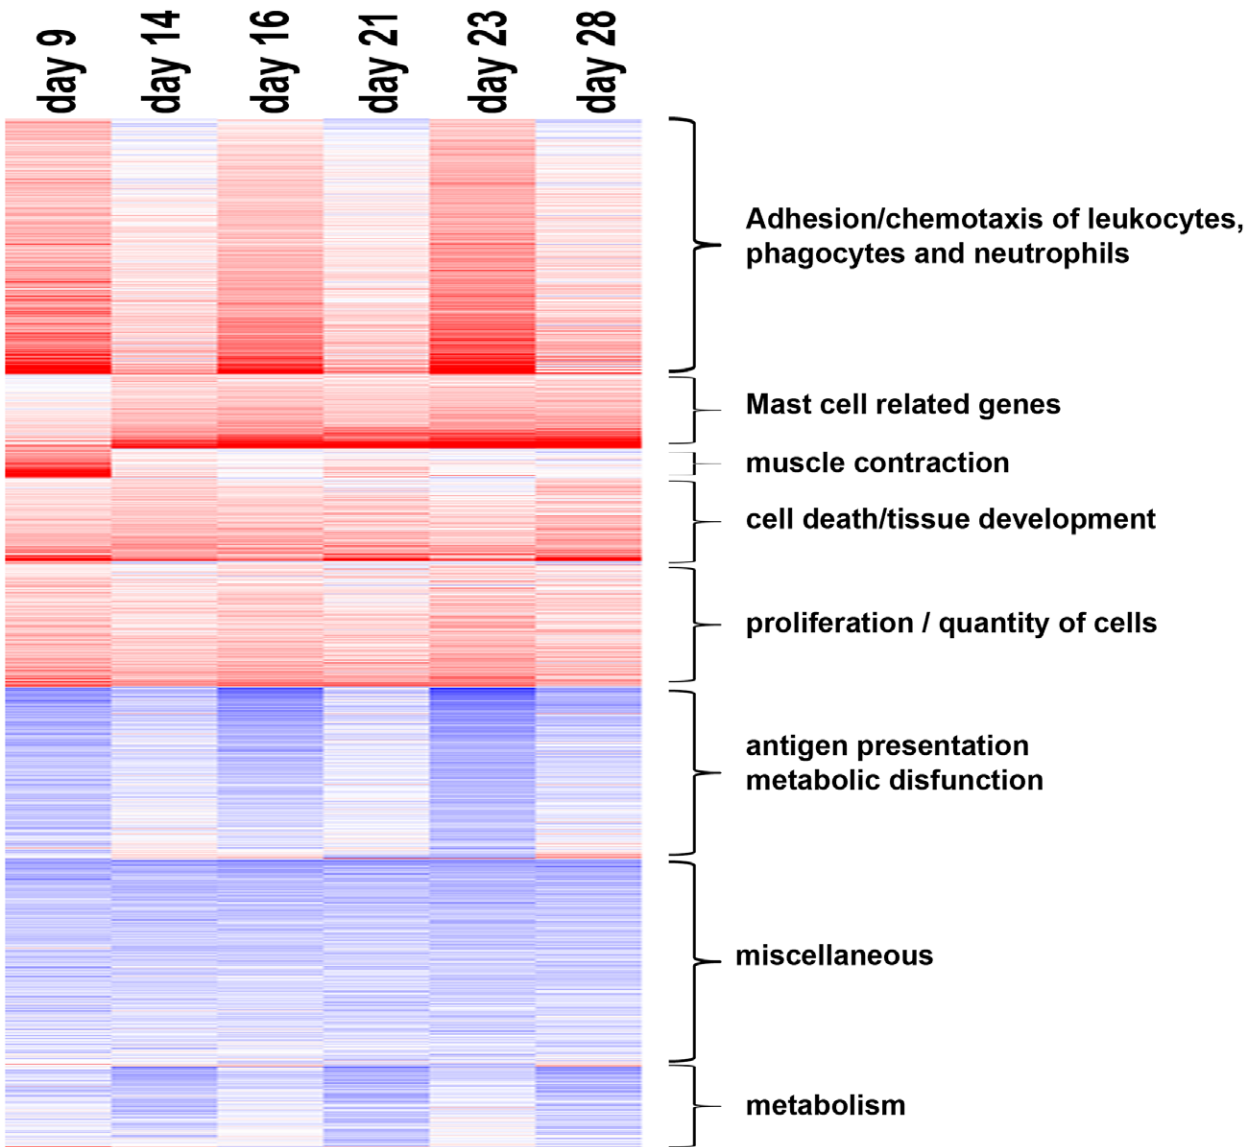 day 9
day 14
day 16
day 21
day 23
day 28
Adhesion/chemotaxis of leukocytes,
phagocytes and neutrophils
Mast cell related genes
muscle contraction
cell death/tissue development
proliferation / quantity of cells
antigen presentation
metabolic disfunction
miscellaneous
metabolism